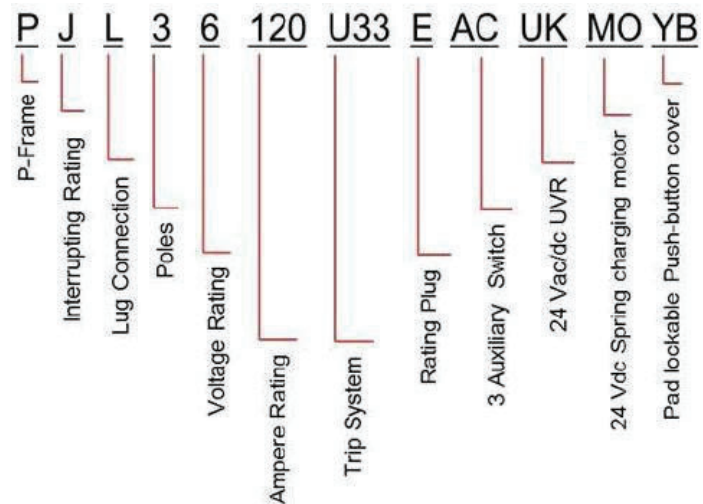 P J L 3 6 120 U33 E AC UK MO YB
P-Frame
Interrupting Rating
Lug Connection
Poles
Voltage Rating
Ampere Rating
Trip System
Rating Plug
3 Auxiliary Switch
24 Vac/dc UVR
24 Vdc Spring charging motor
Pad lockable Push-button cover